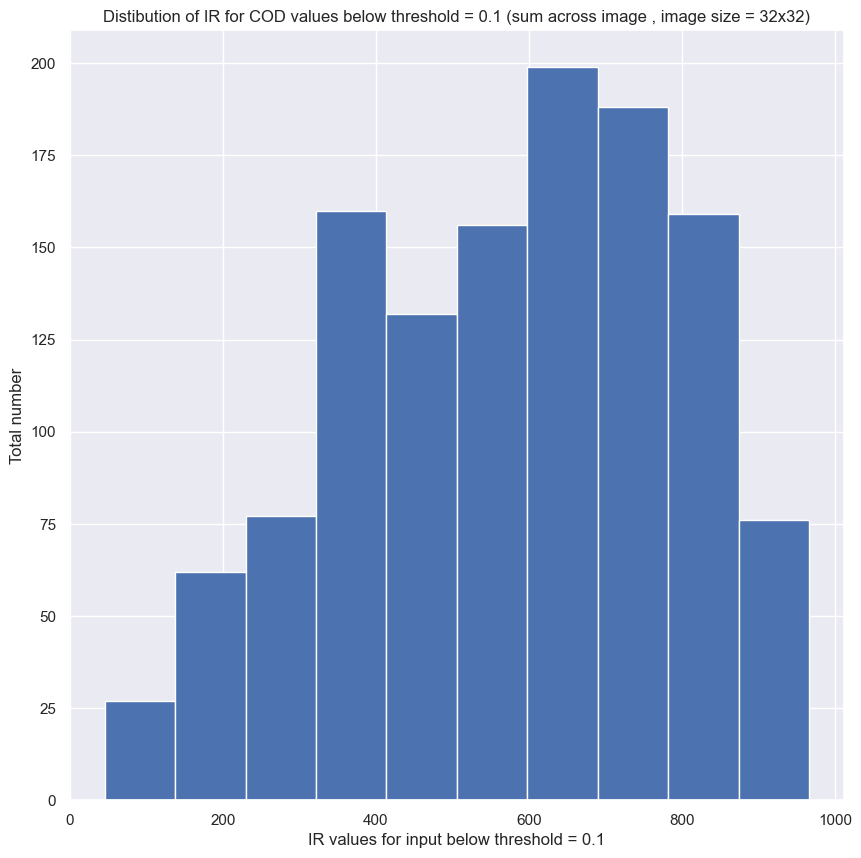 Distibution of IR for COD values below threshold = 0.1 (sum across image , image size = 32x32)
200
175
150
125
100
75
50
25
0
Total number
0 200 400 600 800 1000
IR values for input below threshold = 0.1